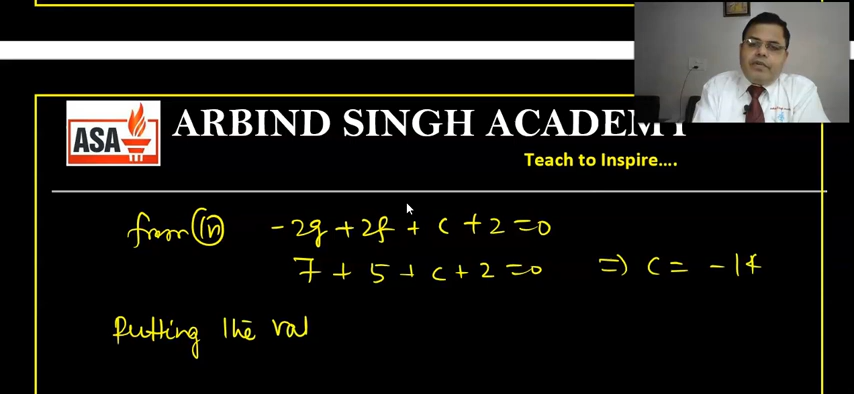 ASA
ARBIND SINGH ACADEMY
Teach to Inspire....
from -2g + 2f + c + 2 = 0
7 + 5 + c + 2 = 0 ⇒ c = -14
Putting the val